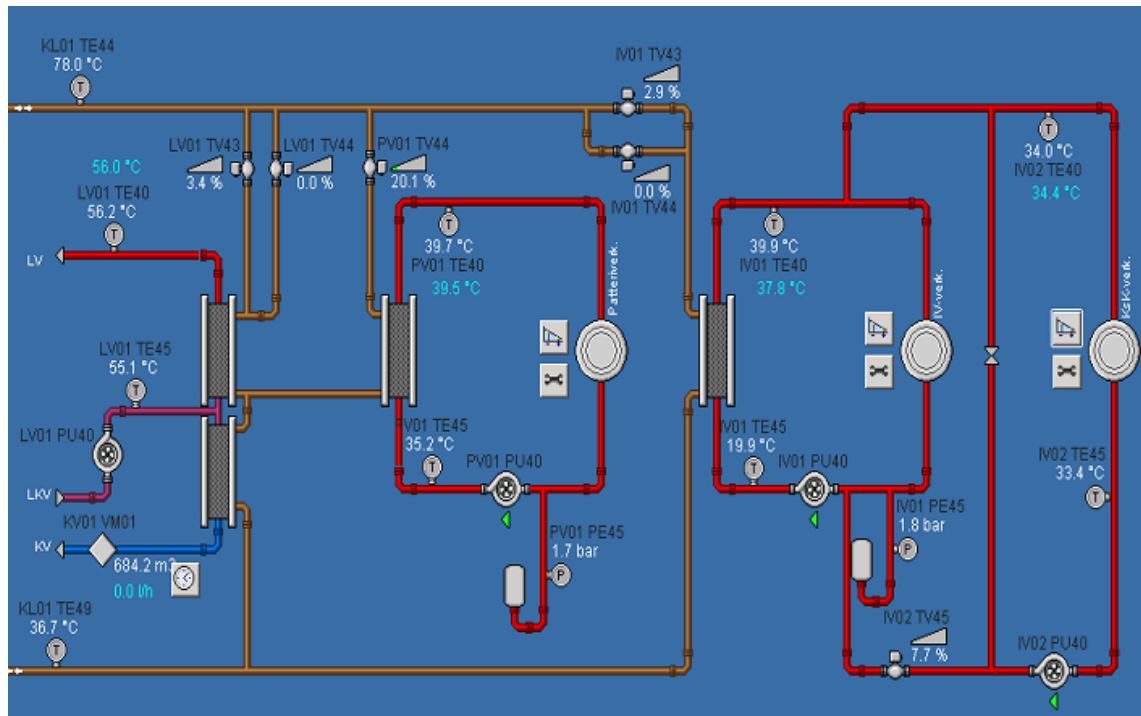 KL01 TE44
78.0 °C
IV01 TV43
2.9 %
LV01 TV43
3.4 %
LV01 TV44
0.0 %
PV01 TV44
20.1 %
0.0 %
IV01 TV44
34.0 °C
IV02 TE40
34.4 °C
56.0 °C
LV01 TE40
56.2 °C
LV
39.7 °C
PV01 TE40
39.5 °C
Patteriverk.
39.9 °C
IV01 TE40
37.8 °C
IV-verk.
KsK-verk.
T
T
T
T
T
LV01 TE45
55.1 °C
T
LV01 PU40
LKV
PV01 TE45
35.2 °C
T
PV01 PU40
IV01 TE45
19.9 °C
T
IV01 PU40
IV02 TE45
33.4 °C
T
KV01 VM01
KV
684.2 m3
0.0 l/h
PV01 PE45
1.7 bar
P
IV01 PE45
1.8 bar
P
KL01 TE49
36.7 °C
T
IV02 TV45
7.7 %
IV02 PU40